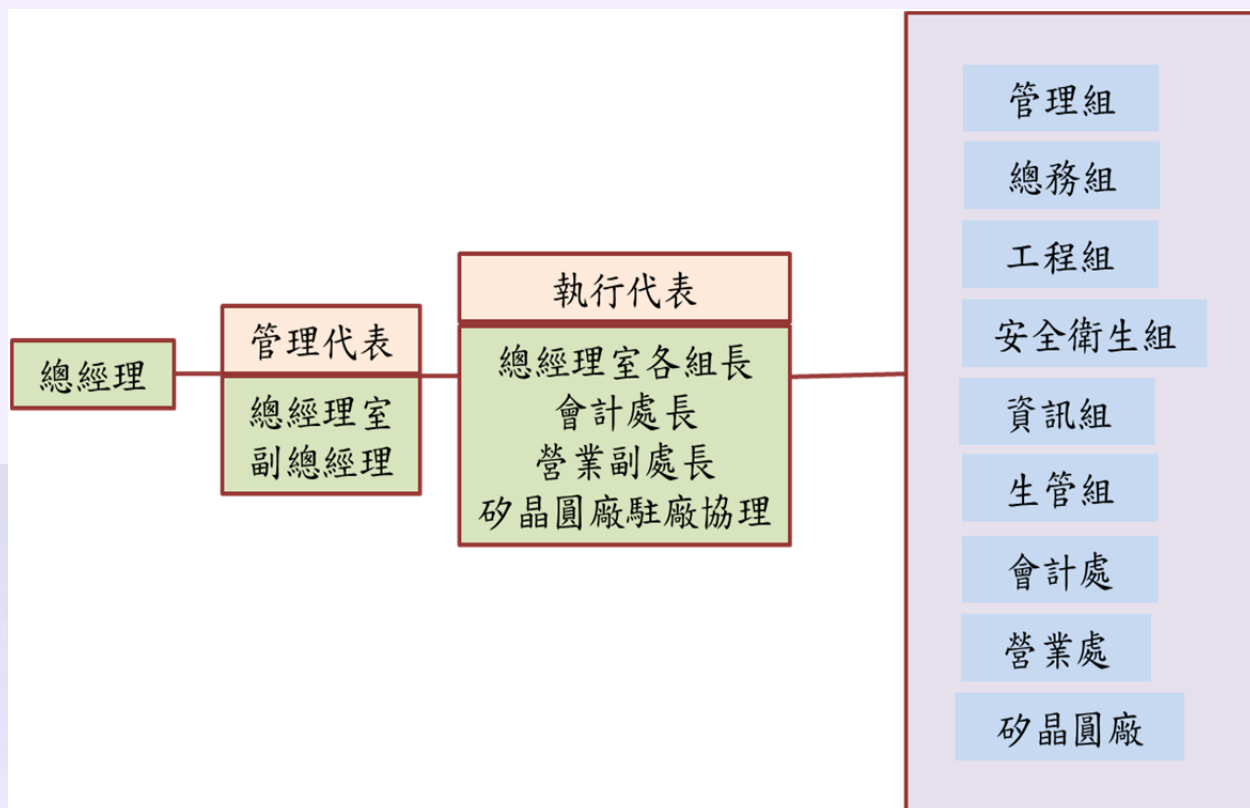 總經理
管理代表
總經理室
副總經理
執行代表
總經理室各組長
會計處長
營業副處長
矽晶圓廠駐廠協理
管理組
總務組
工程組
安全衛生組
資訊組
生管組
會計處
營業處
矽晶圓廠